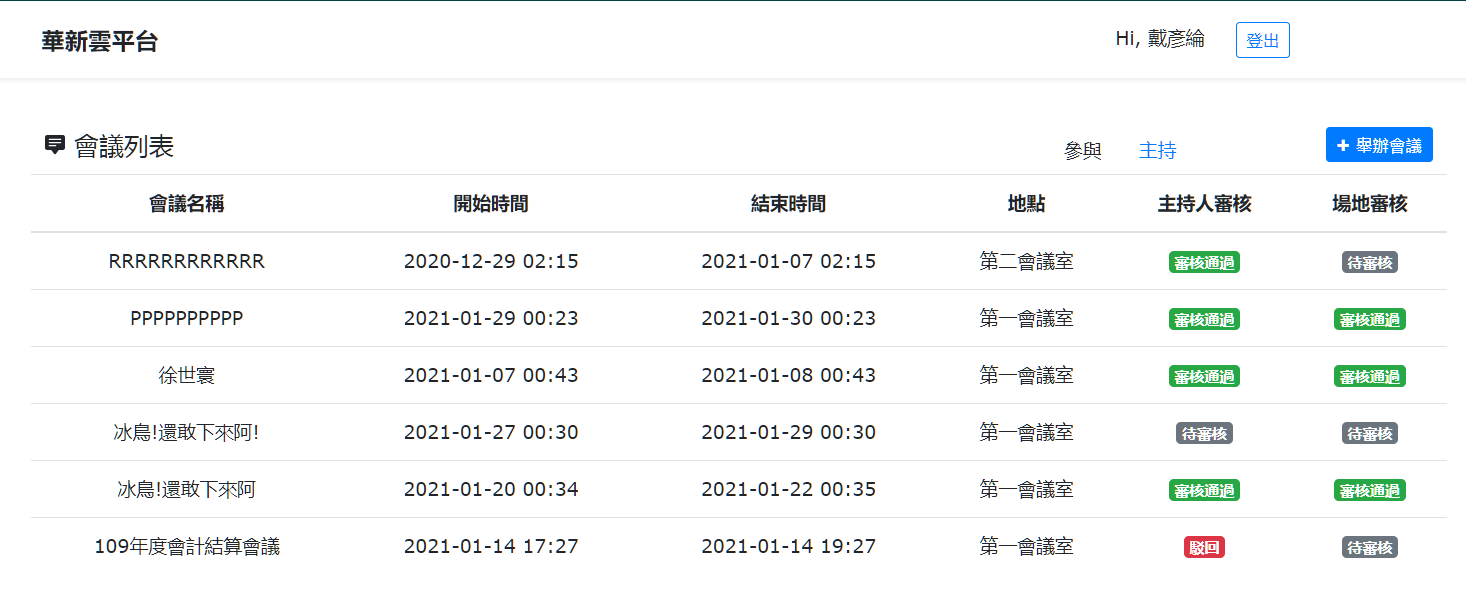 華新雲平台 Hi, 戴彥綸 登出
會議列表 參與 主持 + 舉辦會議
會議名稱 開始時間 結束時間 地點 主持人審核 場地審核
RRRRRRRRRRRR 2020-12-29 02:15 2021-01-07 02:15 第二會議室 審核通過 待審核
PPPPPPPPPP 2021-01-29 00:23 2021-01-30 00:23 第一會議室 審核通過 審核通過
徐世寰 2021-01-07 00:43 2021-01-08 00:43 第一會議室 審核通過 審核通過
冰鳥!還敢下來阿! 2021-01-27 00:30 2021-01-29 00:30 第一會議室 待審核 待審核
冰鳥!還敢下來阿 2021-01-20 00:34 2021-01-22 00:35 第一會議室 審核通過 審核通過
109年度會計結算會議 2021-01-14 17:27 2021-01-14 19:27 第一會議室 駁回 待審核